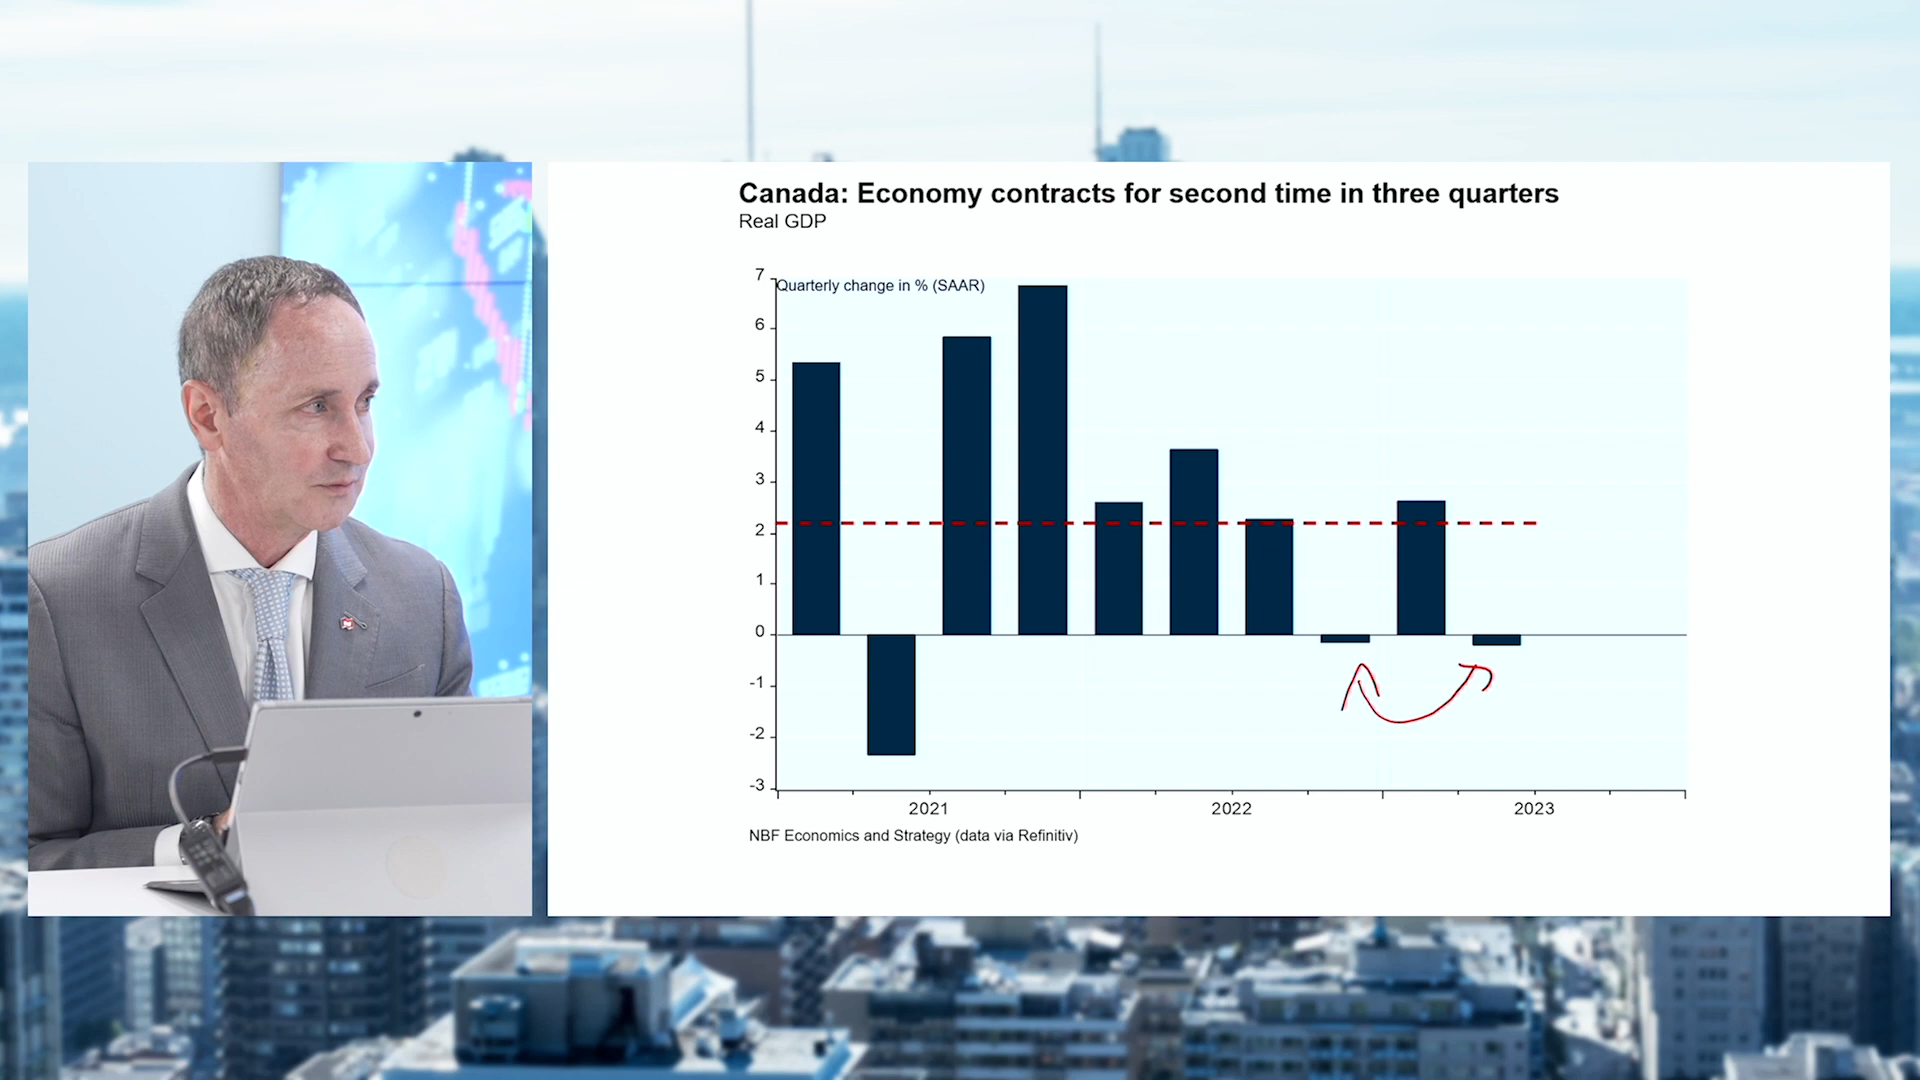 Canada: Economy contracts for second time in three quarters
Real GDP
Quarterly change in % (SAAR)
7
6
5
4
3
2
1
0
-1
-2
-3
2021 2022 2023
NBF Economics and Strategy (data via Refinitiv)